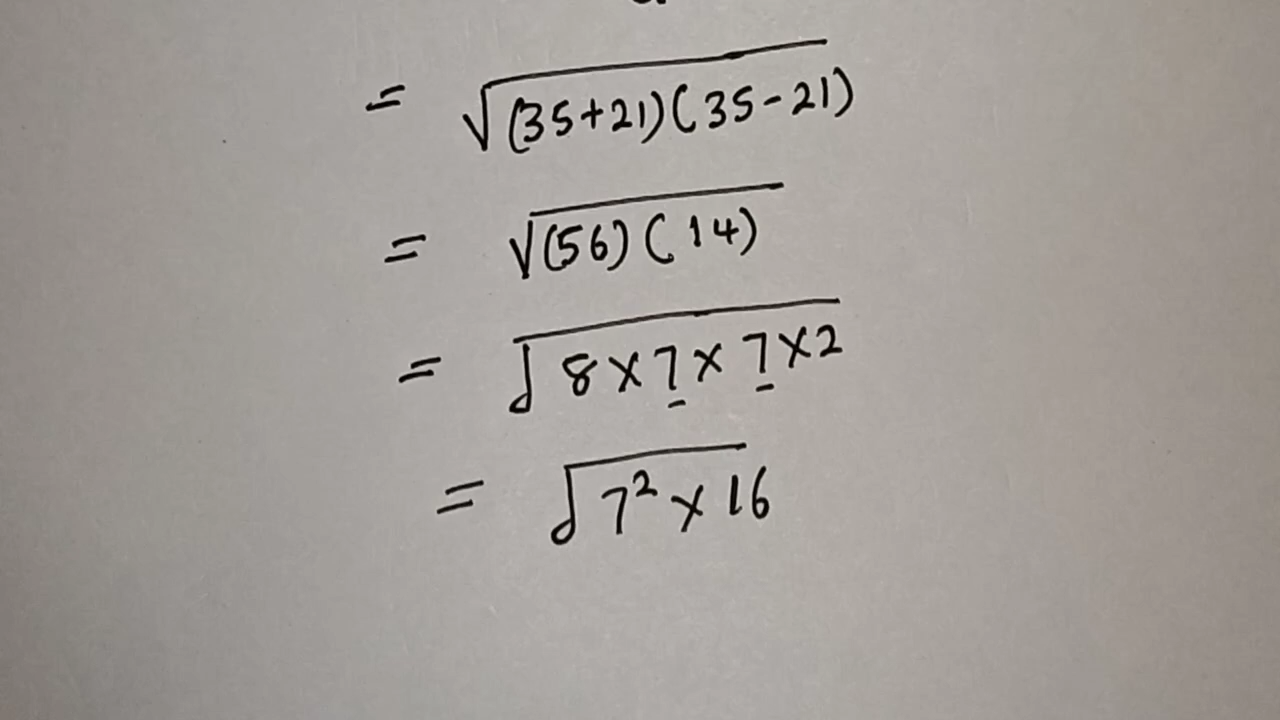 = √(35+21)(35-21)
= √(56)(14)
= √8×7×7×2
= √7²×16